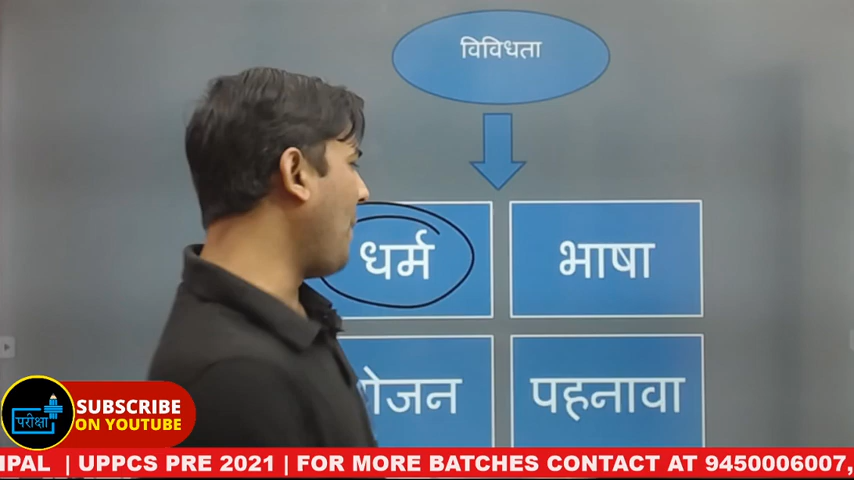 विविधता
धर्म
भाषा
पहनावा
परीक्षा
SUBSCRIBE
ON YOUTUBE
| UPPCS PRE 2021 | FOR MORE BATCHES CONTACT AT 9450006007,